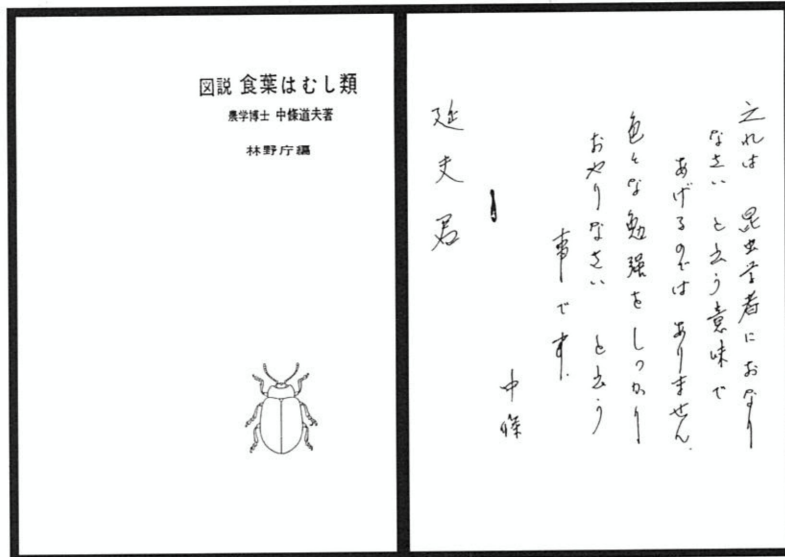 図説 食葉はむし類
農学博士 中條道夫著
林野庁編
之れは 昆虫学者におなり
なさい と云う意味で
あげるのでは ありません.
色々な勉強をしっかり
おやりなさい と云う
事です.
中條
延夫君